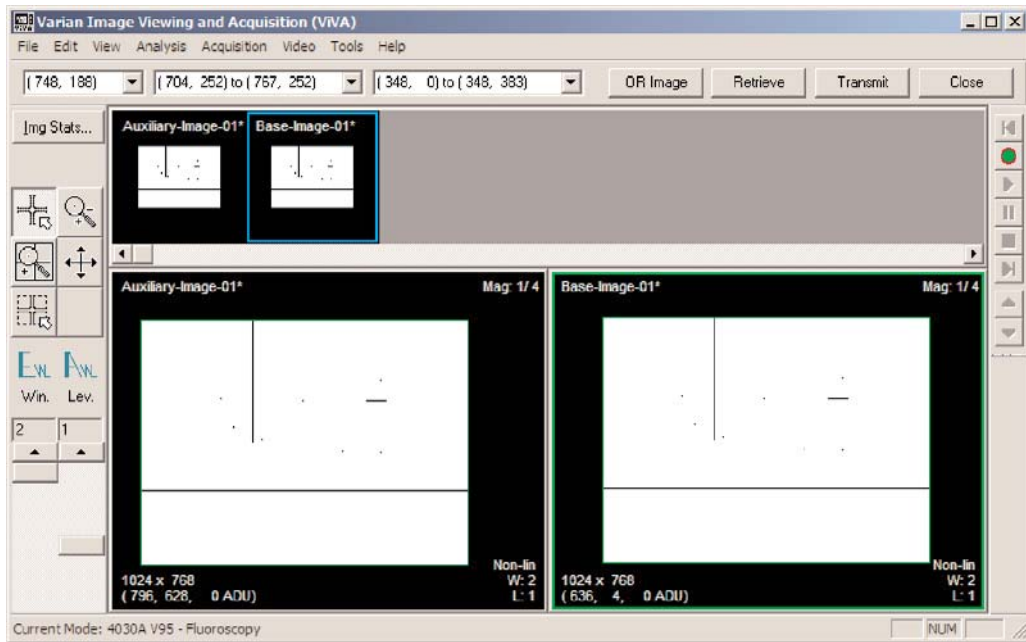 Varian Image Viewing and Acquisition (ViVA)
File Edit View Analysis Acquisition Video Tools Help
( 748, 188) ( 704, 252) to ( 767, 252) ( 348, 0) to ( 348, 383) OR Image Retrieve Transmit Close
Img Stats...
Auxiliary-Image-01* Base-Image-01*
Auxiliary-Image-01* Mag: 1/ 4
Base-Image-01* Mag: 1/ 4
EWL AWL
Win. Lev.
2 1
Non-lin
1024 x 768 W: 2
( 796, 628, 0 ADU) L: 1
Non-lin
1024 x 768 W: 2
( 636, 4, 0 ADU) L: 1
Current Mode: 4030A V95 - Fluoroscopy NUM